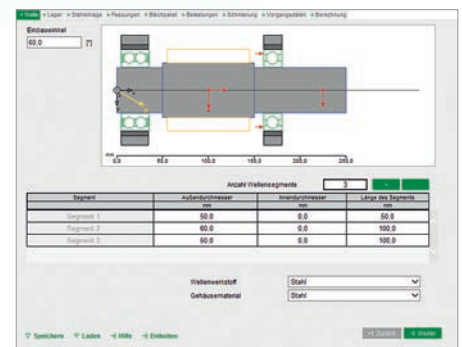 • Welle • Lager • Statikeinlage • Passungen • Blechpaket • Belastungen • Schmierung • Vorgangsdaten • Berechnung
Einbauwinkel
60,0 [°]
mm
0,0 50,0 100,0 150,0 200,0 250,0
Anzahl Wellensegmente 3 -
Segment Außendurchmesser Innendurchmesser Länge des Segments
mm mm mm
Segment 1 50,0 0,0 50,0
Segment 2 60,0 0,0 100,0
Segment 3 50,0 0,0 100,0
Wellenwerkstoff Stahl
Gehäusematerial Stahl
Speichern Laden Hilfe Einheiten Zurück Weiter